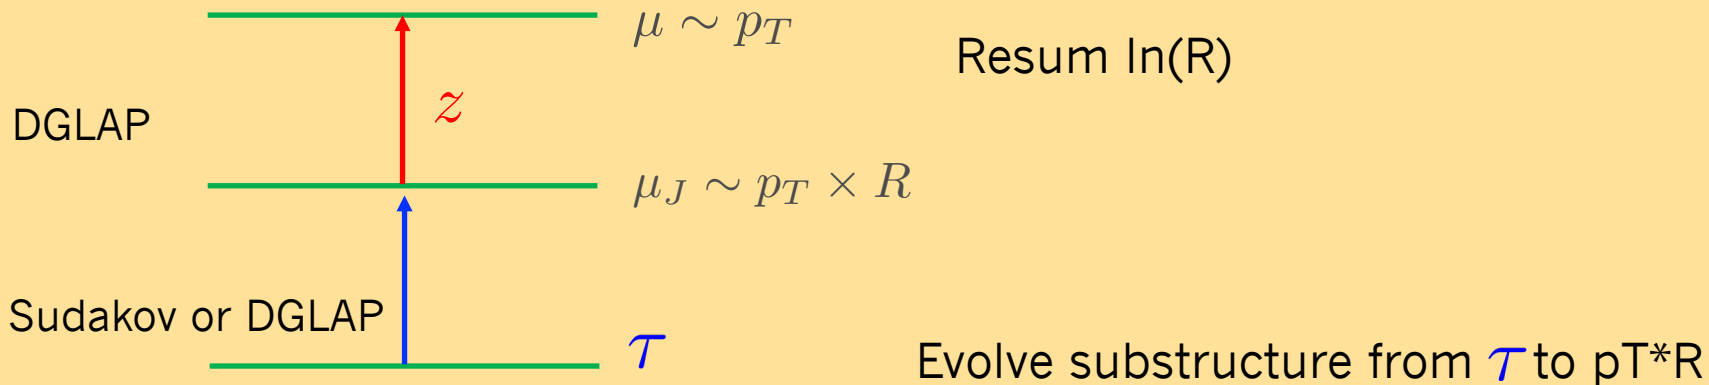 μ ∼ p_T
Resum ln(R)
z
DGLAP
μ_J ∼ p_T × R
Sudakov or DGLAP
τ
Evolve substructure from τ to pT*R